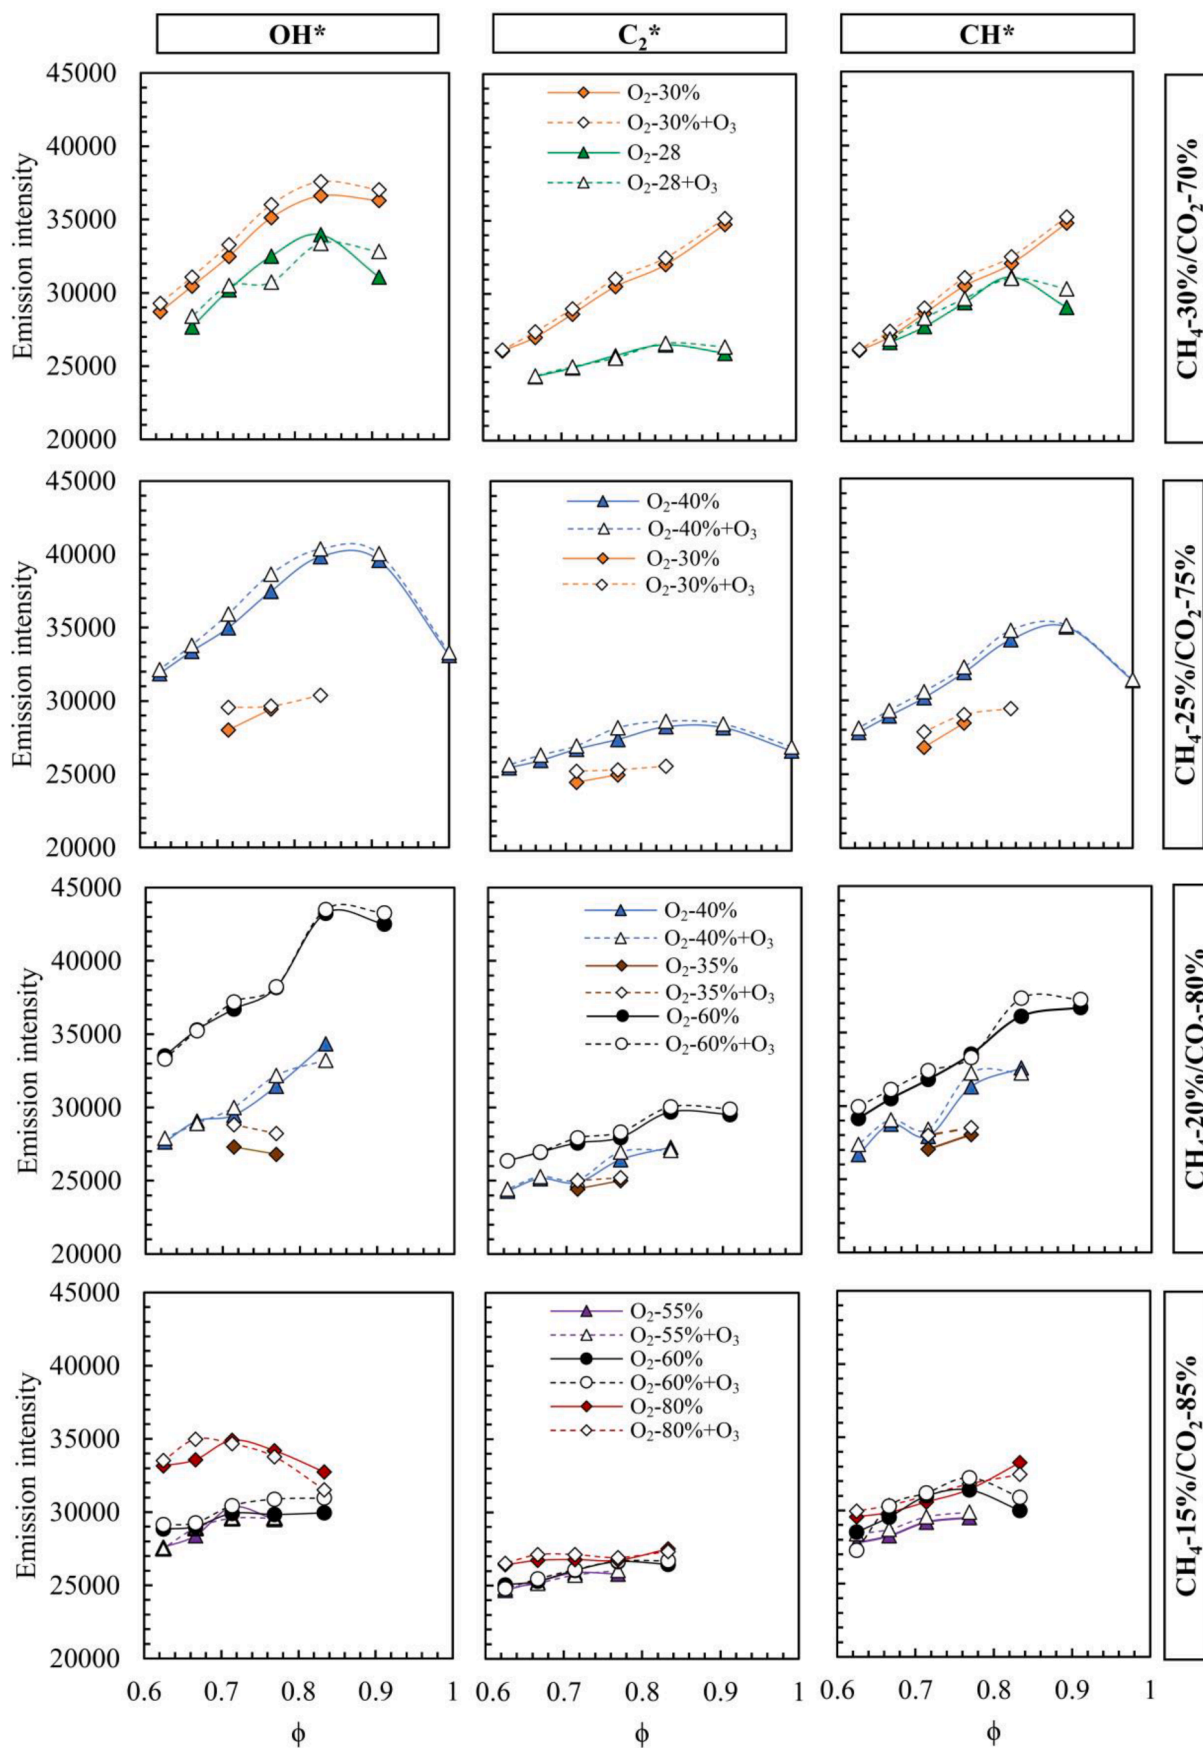 OH*
C₂*
CH*
45000
40000
35000
30000
25000
20000
Emission intensity
O₂-30%
O₂-30%+O₃
O₂-28
O₂-28+O₃
CH₄-30%/CO₂-70%
45000
40000
35000
30000
25000
20000
Emission intensity
O₂-40%
O₂-40%+O₃
O₂-30%
O₂-30%+O₃
CH₄-25%/CO₂-75%
45000
40000
35000
30000
25000
20000
Emission intensity
O₂-40%
O₂-40%+O₃
O₂-35%
O₂-35%+O₃
O₂-60%
O₂-60%+O₃
CH₄-20%/CO₂-80%
45000
40000
35000
30000
25000
20000
Emission intensity
O₂-55%
O₂-55%+O₃
O₂-60%
O₂-60%+O₃
O₂-80%
O₂-80%+O₃
CH₄-15%/CO₂-85%
0.6 0.7 0.8 0.9 1
0.6 0.7 0.8 0.9 1
0.6 0.7 0.8 0.9 1
ϕ
ϕ
ϕ